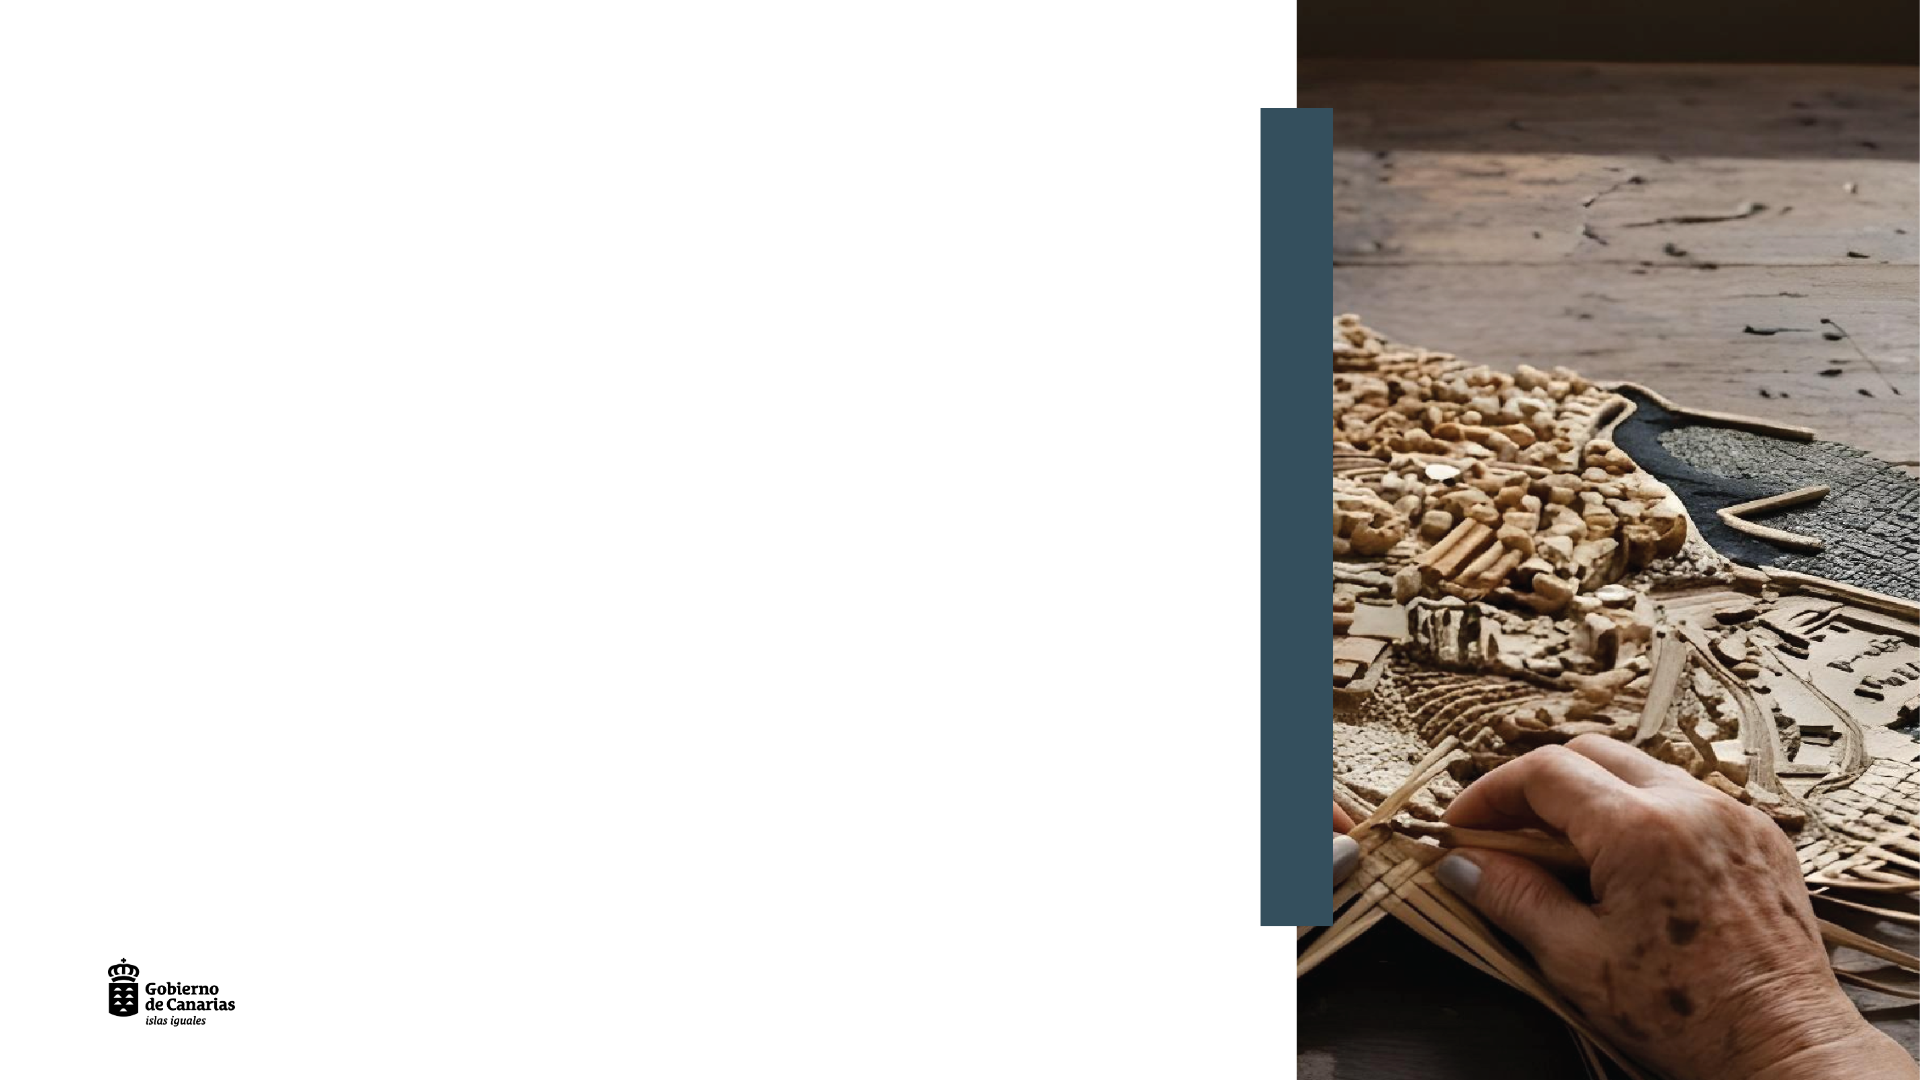 Gobierno
de Canarias
islas iguales